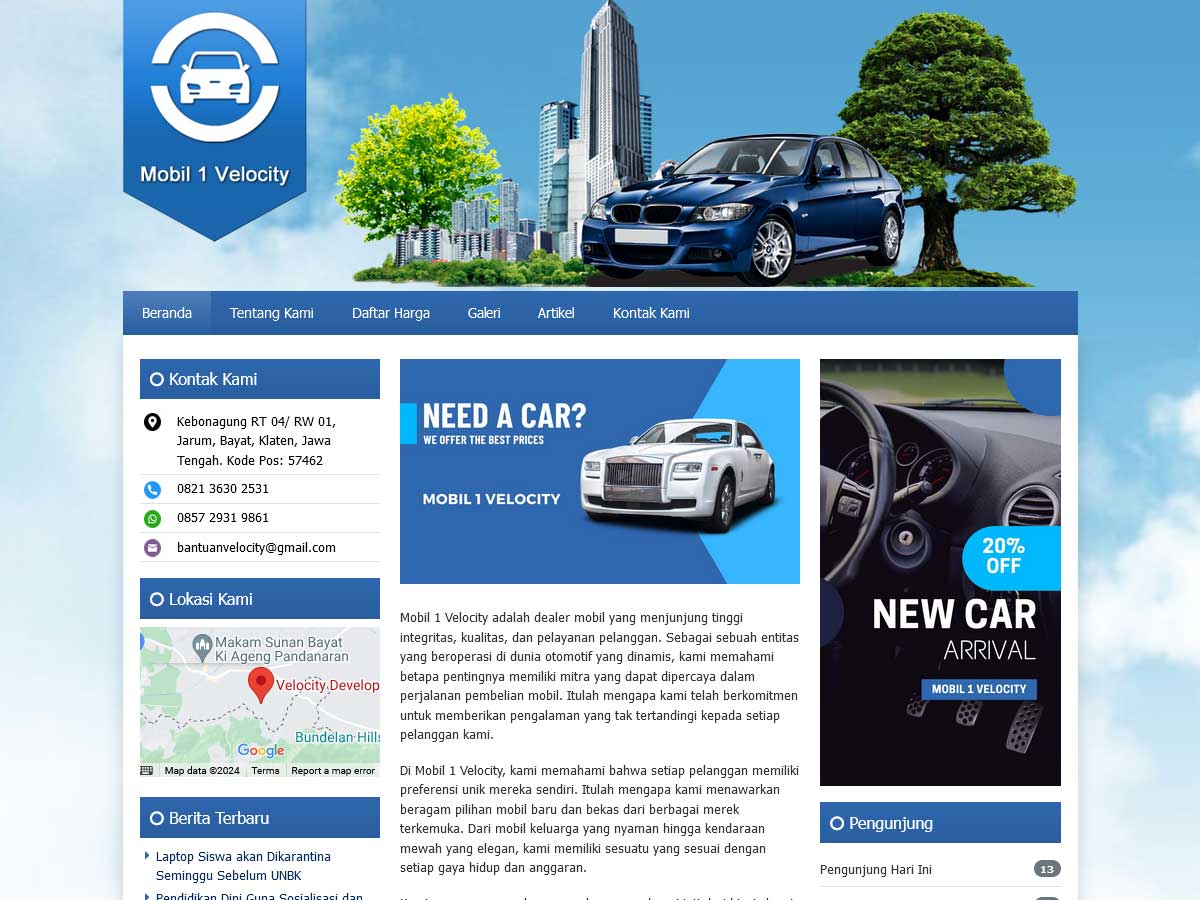 Mobil 1 Velocity
Beranda
Tentang Kami
Daftar Harga
Galeri
Artikel
Kontak Kami
Kontak Kami
Kebonagung RT 04/ RW 01,
Jarum, Bayat, Klaten, Jawa
Tengah. Kode Pos: 57462
0821 3630 2531
0857 2931 9861
bantuanvelocity@gmail.com
Lokasi Kami
Makam Sunan Bayat
Ki Ageng Pandanaran
Velocity Develop
Bundelan Hills
Google
Map data ©2024
Terms
Report a map error
Berita Terbaru
Laptop Siswa akan Dikarantina
Seminggu Sebelum UNBK
Pendidikan Dini Guna Sosialisasi dan
NEED A CAR?
WE OFFER THE BEST PRICES
MOBIL 1 VELOCITY
Mobil 1 Velocity adalah dealer mobil yang menjunjung tinggi
integritas, kualitas, dan pelayanan pelanggan. Sebagai sebuah entitas
yang beroperasi di dunia otomotif yang dinamis, kami memahami
betapa pentingnya memiliki mitra yang dapat dipercaya dalam
perjalanan pembelian mobil. Itulah mengapa kami telah berkomitmen
untuk memberikan pengalaman yang tak tertandingi kepada setiap
pelanggan kami.
Di Mobil 1 Velocity, kami memahami bahwa setiap pelanggan memiliki
preferensi unik mereka sendiri. Itulah mengapa kami menawarkan
beragam pilihan mobil baru dan bekas dari berbagai merek
terkemuka. Dari mobil keluarga yang nyaman hingga kendaraan
mewah yang elegan, kami memiliki sesuatu yang sesuai dengan
setiap gaya hidup dan anggaran.
20%
OFF
NEW CAR
ARRIVAL
MOBIL 1 VELOCITY
Pengunjung
Pengunjung Hari Ini
13